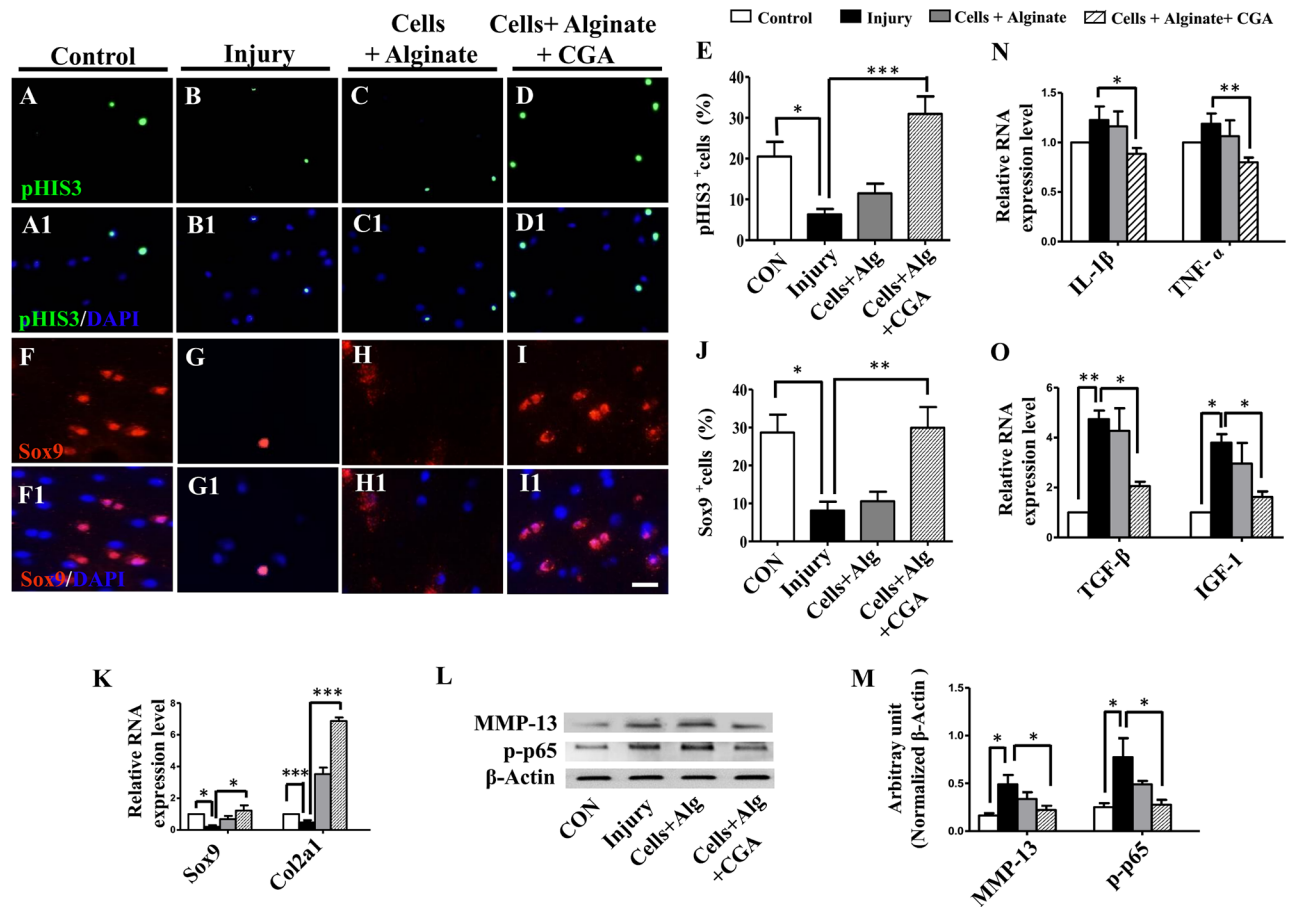 Control
Injury
Cells
+ Alginate
Cells+ Alginate
+ CGA
A
pHIS3
B
C
D
A1
pHIS3/DAPI
B1
C1
D1
F
Sox9
G
H
I
F1
Sox9/DAPI
G1
H1
I1
Control
Injury
Cells + Alginate
Cells + Alginate+ CGA
E
pHIS3 +cells (%)
40
30
20
10
0
*
***
CON
Injury
Cells+Alg
Cells+Alg
+CGA
N
Relative RNA
expression level
1.5
1.0
0.5
0.0
*
**
IL-1β
TNF- α
J
Sox9 +cells (%)
40
30
20
10
0
*
**
CON
Injury
Cells+Alg
Cells+Alg
+CGA
O
Relative RNA
expression level
6
4
2
0
**
*
*
*
TGF-β
IGF-1
K
Relative RNA
expression level
8
6
4
2
0
*
*
***
***
Sox9
Col2a1
L
MMP-13
p-p65
β-Actin
CON
Injury
Cells+Alg
Cells+Alg
+CGA
M
Arbitray unit
(Normalized β-Actin )
1.5
1.0
0.5
0.0
*
*
*
*
MMP-13
p-p65